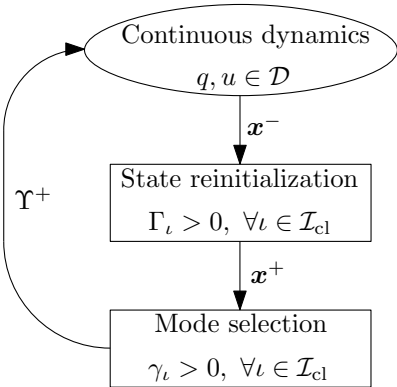 Continuous dynamics
q, u ∈ 𝒟
x⁻
State reinitialization
Γ_ι > 0, ∀ι ∈ ℐ_cl
Υ⁺
x⁺
Mode selection
γ_ι > 0, ∀ι ∈ ℐ_cl